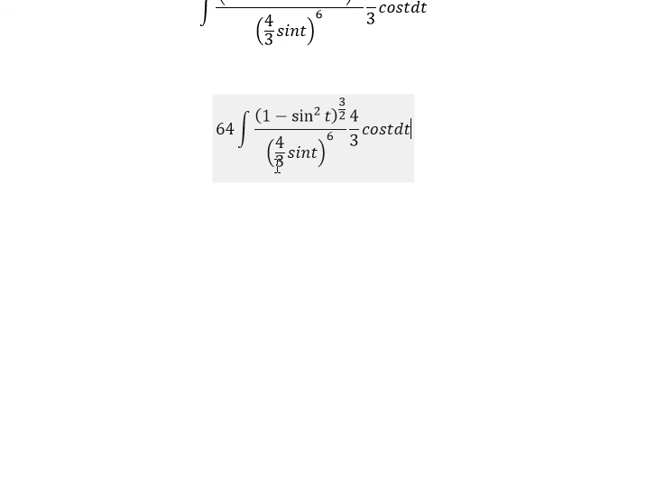 ∫ (4/3 sint)^6 4/3 costdt
64 ∫ (1 − sin² t)^(3/2) / (4/3 sint)^6 4/3 costdt